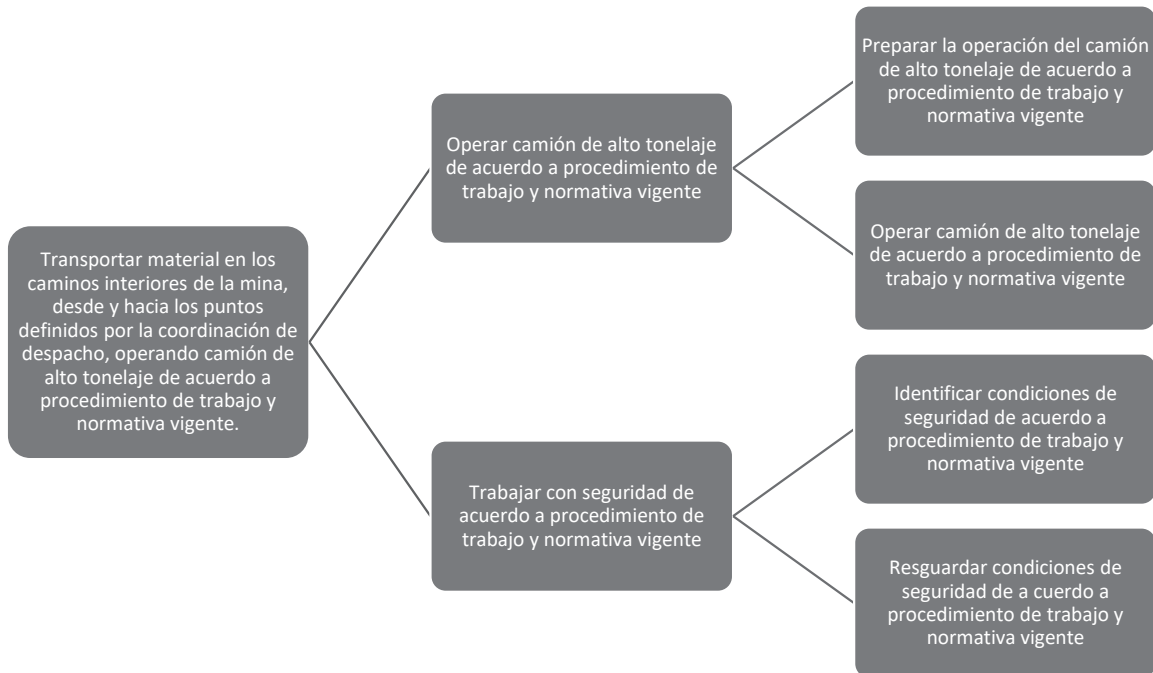 Transportar material en los
caminos interiores de la mina,
desde y hacia los puntos
definidos por la coordinación de
despacho, operando camión de
alto tonelaje de acuerdo a
procedimiento de trabajo y
normativa vigente.
Operar camión de alto tonelaje
de acuerdo a procedimiento de
trabajo y normativa vigente
Preparar la operación del camión
de alto tonelaje de acuerdo a
procedimiento de trabajo y
normativa vigente
Operar camión de alto tonelaje
de acuerdo a procedimiento de
trabajo y normativa vigente
Trabajar con seguridad de
acuerdo a procedimiento de
trabajo y normativa vigente
Identificar condiciones de
seguridad de acuerdo a
procedimiento de trabajo y
normativa vigente
Resguardar condiciones de
seguridad de a cuerdo a
procedimiento de trabajo y
normativa vigente